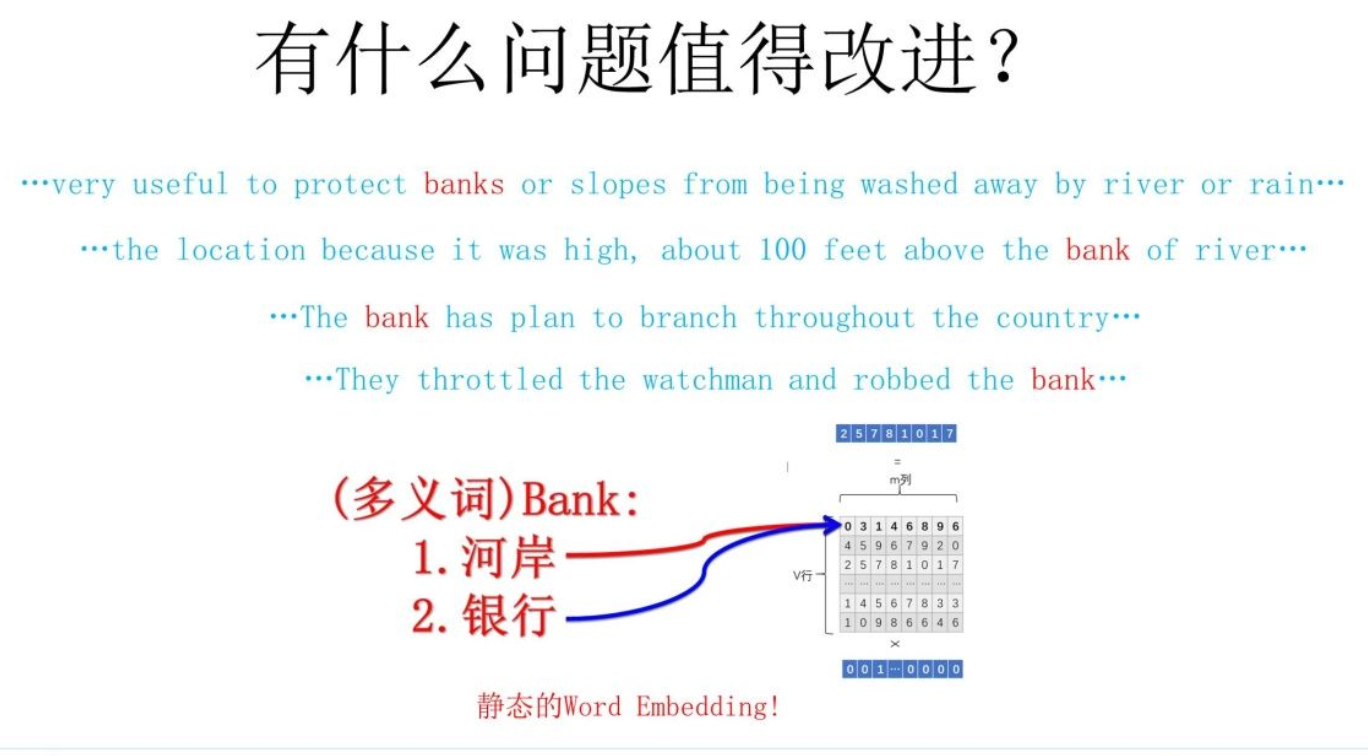 有什么问题值得改进？
…very useful to protect banks or slopes from being washed away by river or rain…
…the location because it was high, about 100 feet above the bank of river…
…The bank has plan to branch throughout the country…
…They throttled the watchman and robbed the bank…
2 5 7 8 1 0 1 7
=
m列
(多义词)Bank:
1.河岸
2.银行
V行
0 3 1 4 6 8 9 6
4 5 9 6 7 9 2 0
2 5 7 8 1 0 1 7
… … … … … … … …
1 4 5 6 7 8 3 3
1 0 9 8 6 6 4 6
×
0 0 1 … 0 0 0 0
静态的Word Embedding!